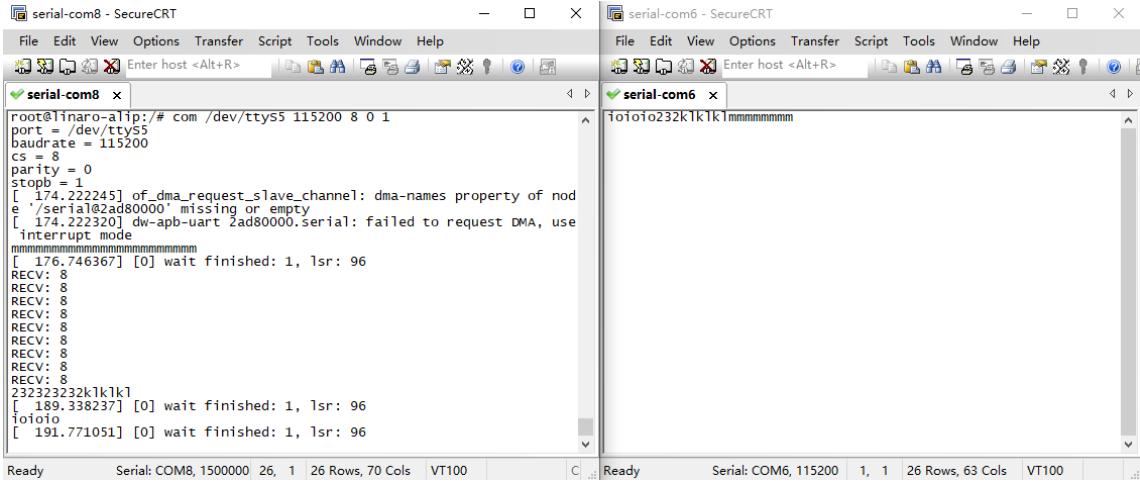 serial-com8 - SecureCRT
File Edit View Options Transfer Script Tools Window Help
Enter host <Alt+R>
serial-com8
root@linaro-alip:/# com /dev/ttyS5 115200 8 0 1
port = /dev/ttyS5
baudrate = 115200
cs = 8
parity = 0
stopb = 1
[  174.222245] of_dma_request_slave_channel: dma-names property of nod
e '/serial@2ad80000' missing or empty
[  174.222320] dw-apb-uart 2ad80000.serial: failed to request DMA, use
 interrupt mode
mmmmmmmmmmmmmmmmmmmmmmmm
[  176.746367] [0] wait finished: 1, lsr: 96
RECV: 8
RECV: 8
RECV: 8
RECV: 8
RECV: 8
RECV: 8
RECV: 8
RECV: 8
RECV: 8
232323232klklkl
[  189.338237] [0] wait finished: 1, lsr: 96
ioioio
[  191.771051] [0] wait finished: 1, lsr: 96
Ready Serial: COM8, 1500000 26, 1 26 Rows, 70 Cols VT100 C
serial-com6 - SecureCRT
File Edit View Options Transfer Script Tools Window Help
Enter host <Alt+R>
serial-com6
ioioio232klklklmmmmmmmm
Ready Serial: COM6, 115200 1, 1 26 Rows, 63 Cols VT100